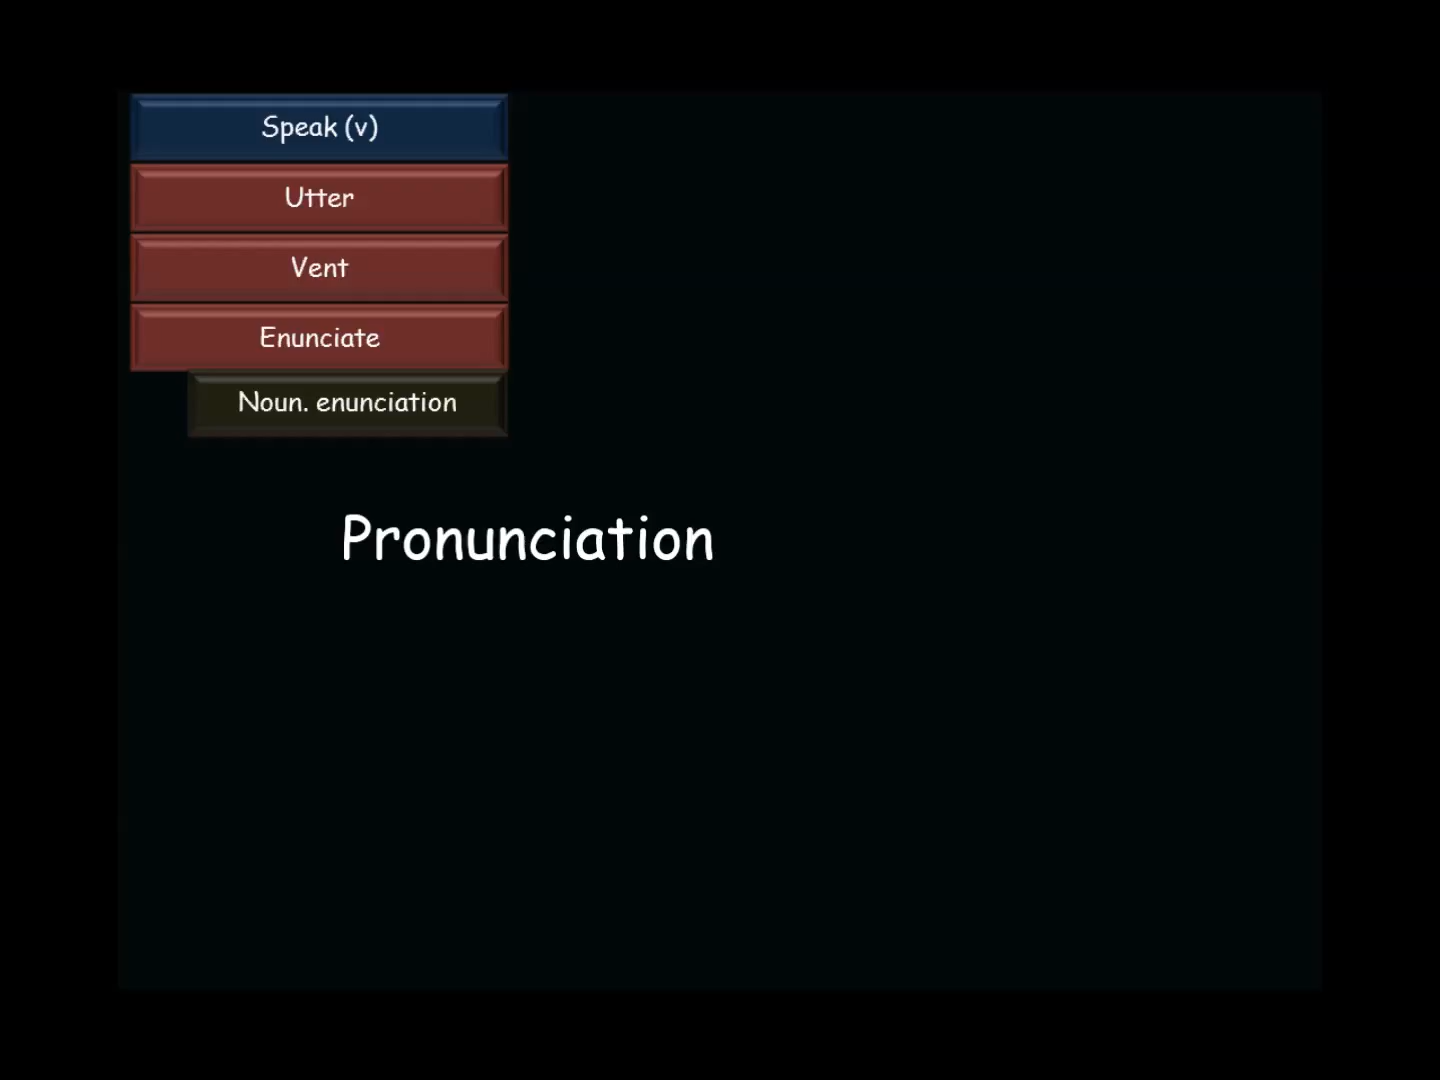 Speak (v)
Utter
Vent
Enunciate
Noun. enunciation
Pronunciation